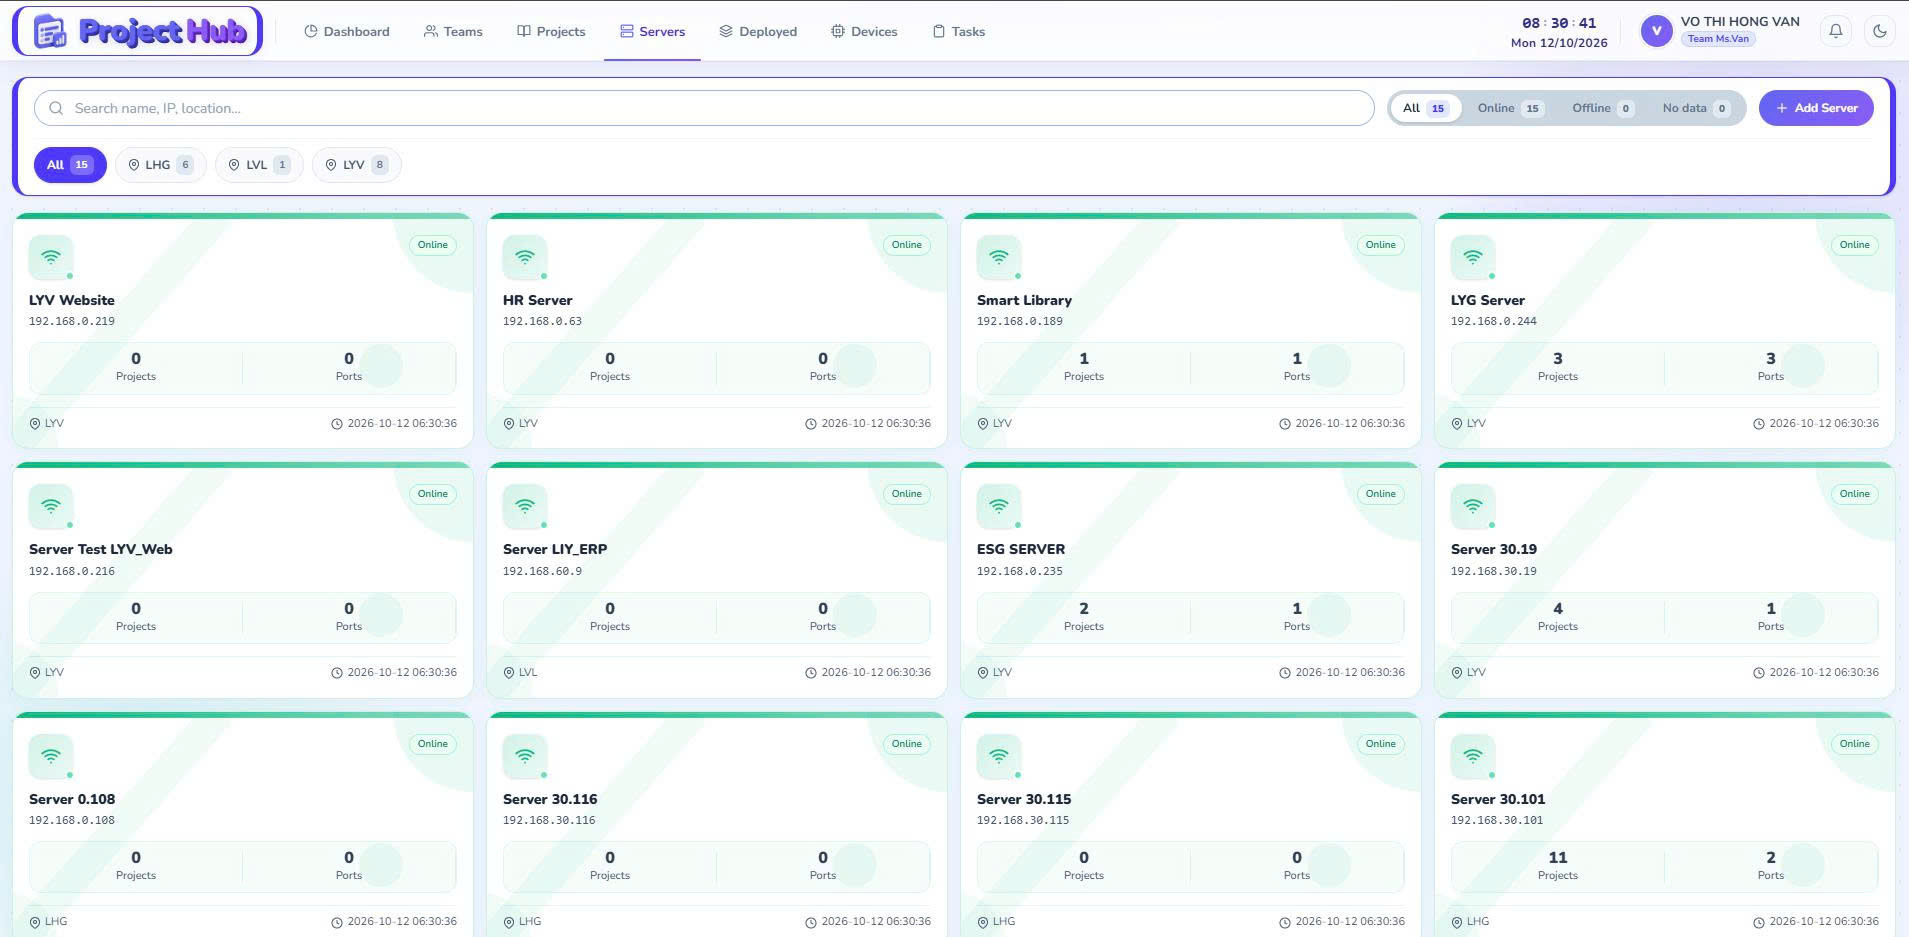 Project Hub
Dashboard Teams Projects Servers Deployed Devices Tasks
08 : 30 : 41
Mon 12/10/2026
V
VO THI HONG VAN
Team Ms.Van
Search name, IP, location...
All 15 Online 15 Offline 0 No data 0
+ Add Server
All 15 LHG 6 LVL 1 LYV 8
Online
LYV Website
192.168.0.219
0 Projects
0 Ports
LYV 2026-10-12 06:30:36
Online
HR Server
192.168.0.63
0 Projects
0 Ports
LYV 2026-10-12 06:30:36
Online
Smart Library
192.168.0.189
1 Projects
1 Ports
LYV 2026-10-12 06:30:36
Online
LYG Server
192.168.0.244
3 Projects
3 Ports
LYV 2026-10-12 06:30:36
Online
Server Test LYV_Web
192.168.0.216
0 Projects
0 Ports
LYV 2026-10-12 06:30:36
Online
Server LIY_ERP
192.168.60.9
0 Projects
0 Ports
LVL 2026-10-12 06:30:36
Online
ESG SERVER
192.168.0.235
2 Projects
1 Ports
LYV 2026-10-12 06:30:36
Online
Server 30.19
192.168.30.19
4 Projects
1 Ports
LYV 2026-10-12 06:30:36
Online
Server 0.108
192.168.0.108
0 Projects
0 Ports
LHG 2026-10-12 06:30:36
Online
Server 30.116
192.168.30.116
0 Projects
0 Ports
LHG 2026-10-12 06:30:36
Online
Server 30.115
192.168.30.115
0 Projects
0 Ports
LHG 2026-10-12 06:30:36
Online
Server 30.101
192.168.30.101
11 Projects
2 Ports
LHG 2026-10-12 06:30:36